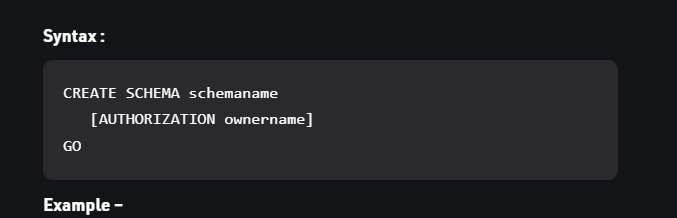 Syntax :
CREATE SCHEMA schemaname
[AUTHORIZATION ownername]
GO
Example –